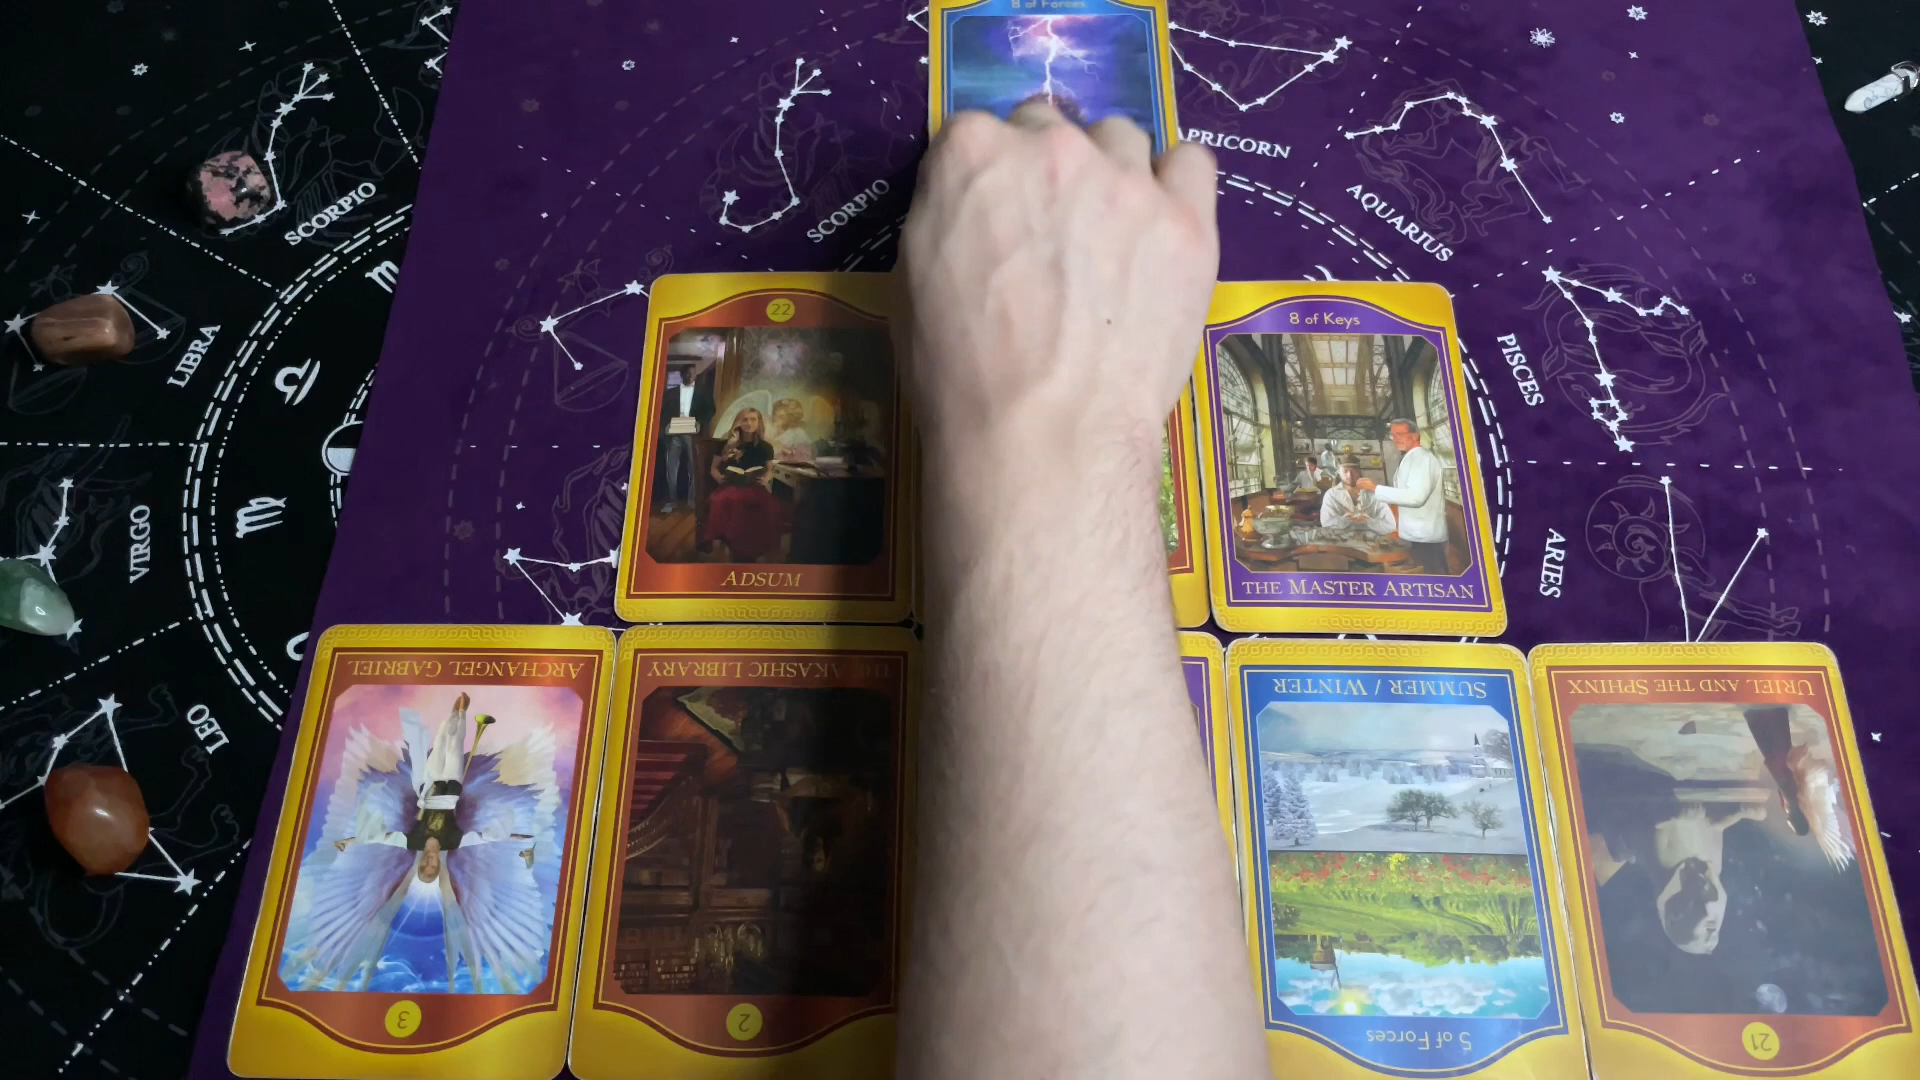 8 of Forces
SCORPIO
SCORPIO
APRICORN
AQUARIUS
LIBRA
PISCES
VIRGO
ARIES
LEO
22
ADSUM
8 of Keys
THE MASTER ARTISAN
ARCHANGEL GABRIEL
3
AKASHIC LIBRARY
2
SUMMER / WINTER
5 of Forces
URIEL AND THE SPHINX
21